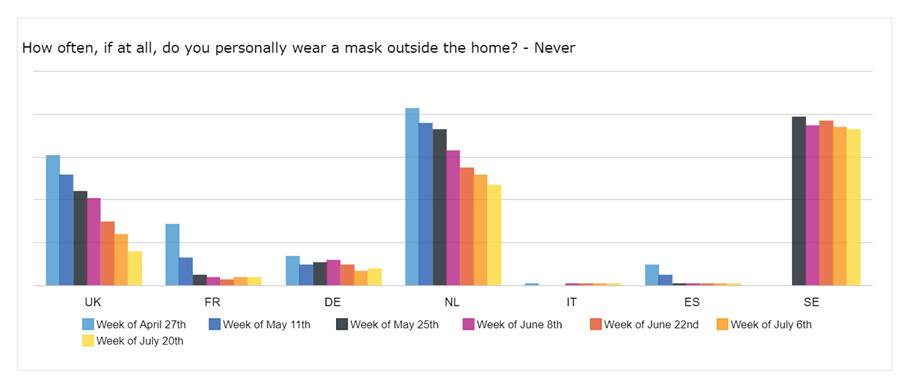 How often, if at all, do you personally wear a mask outside the home? - Never
UK FR DE NL IT ES SE
Week of April 27th Week of May 11th Week of May 25th Week of June 8th Week of June 22nd Week of July 6th
Week of July 20th